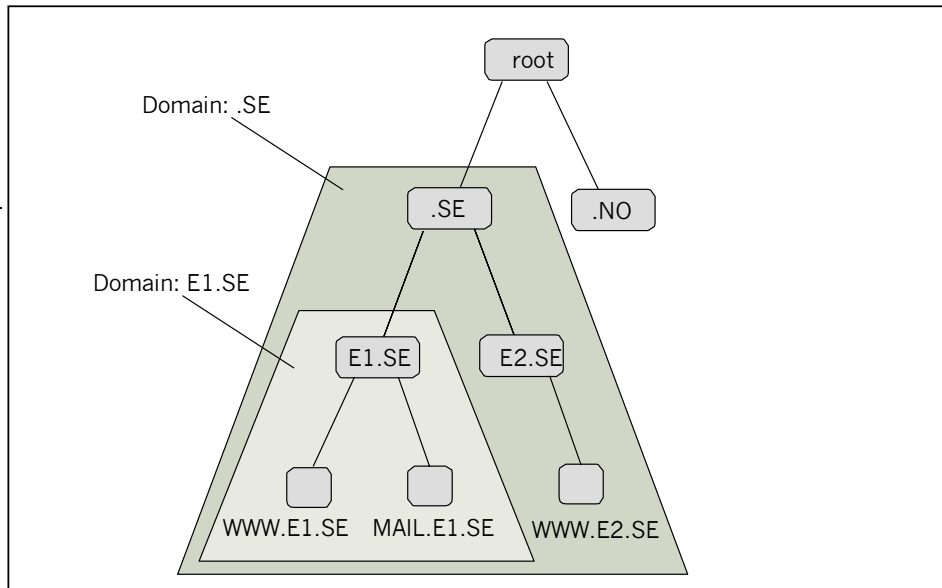 root
Domain: .SE
.SE
.NO
Domain: E1.SE
E1.SE
E2.SE
WWW.E1.SE
MAIL.E1.SE
WWW.E2.SE